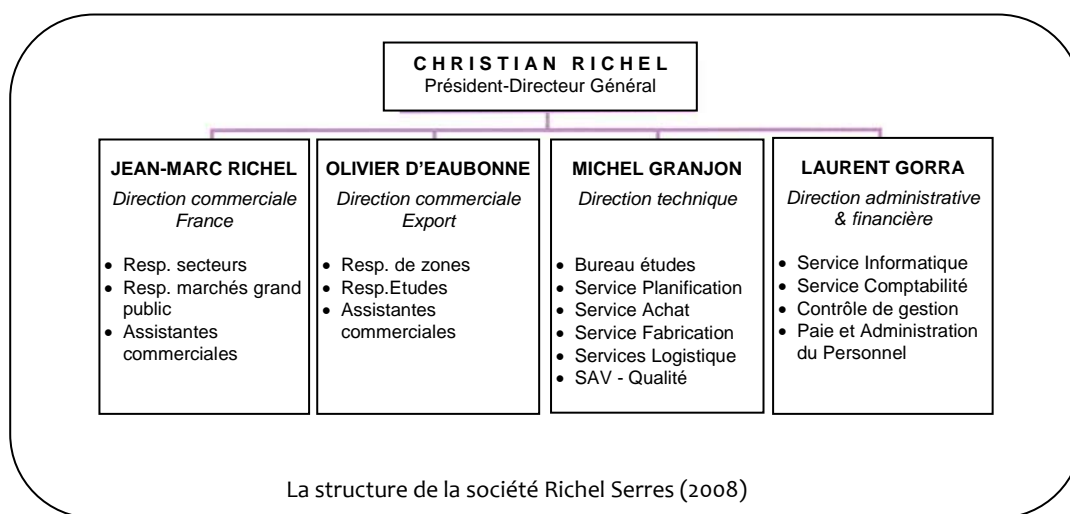 CHRISTIAN RICHEL
Président-Directeur Général
JEAN-MARC RICHEL
Direction commerciale
France
• Resp. secteurs
• Resp. marchés grand
public
• Assistantes
commerciales
OLIVIER D'EAUBONNE
Direction commerciale
Export
• Resp. de zones
• Resp.Etudes
• Assistantes
commerciales
MICHEL GRANJON
Direction technique
• Bureau études
• Service Planification
• Service Achat
• Service Fabrication
• Services Logistique
• SAV - Qualité
LAURENT GORRA
Direction administrative
& financière
• Service Informatique
• Service Comptabilité
• Contrôle de gestion
• Paie et Administration
du Personnel
La structure de la société Richel Serres (2008)